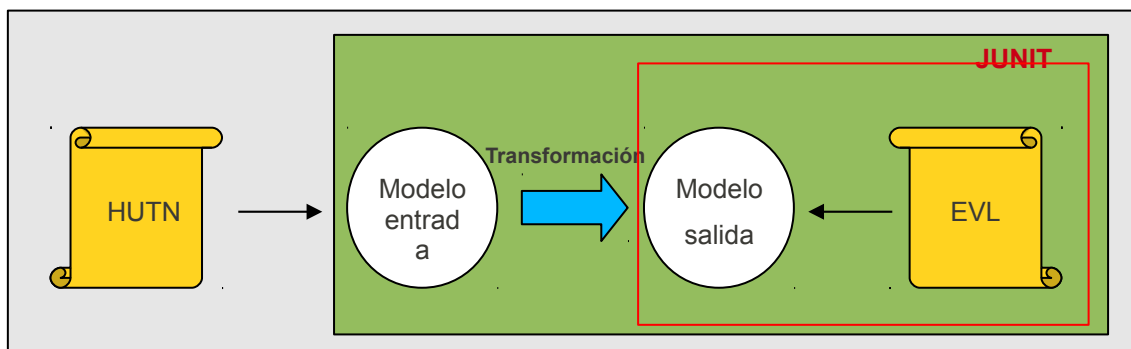 JUNIT
Transformación
HUTN
Modelo
entrad
a
Modelo
salida
EVL